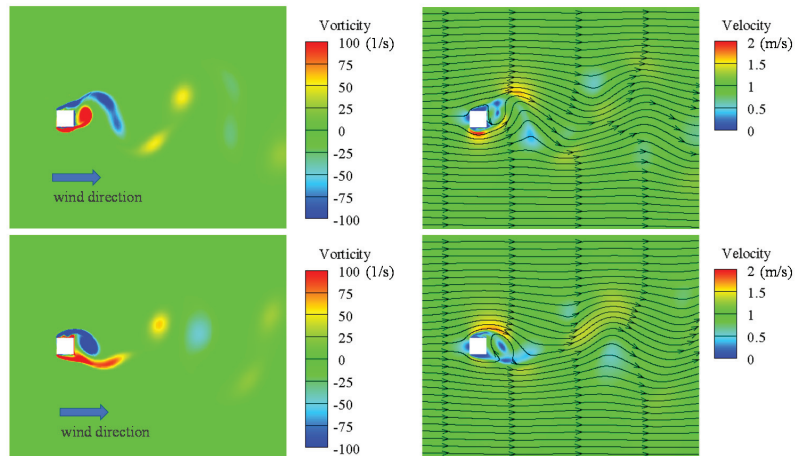 Vorticity
100 (1/s)
75
50
25
0
-25
-50
-75
-100
wind direction
Velocity
2 (m/s)
1.5
1
0.5
0
Vorticity
100 (1/s)
75
50
25
0
-25
-50
-75
-100
wind direction
Velocity
2 (m/s)
1.5
1
0.5
0